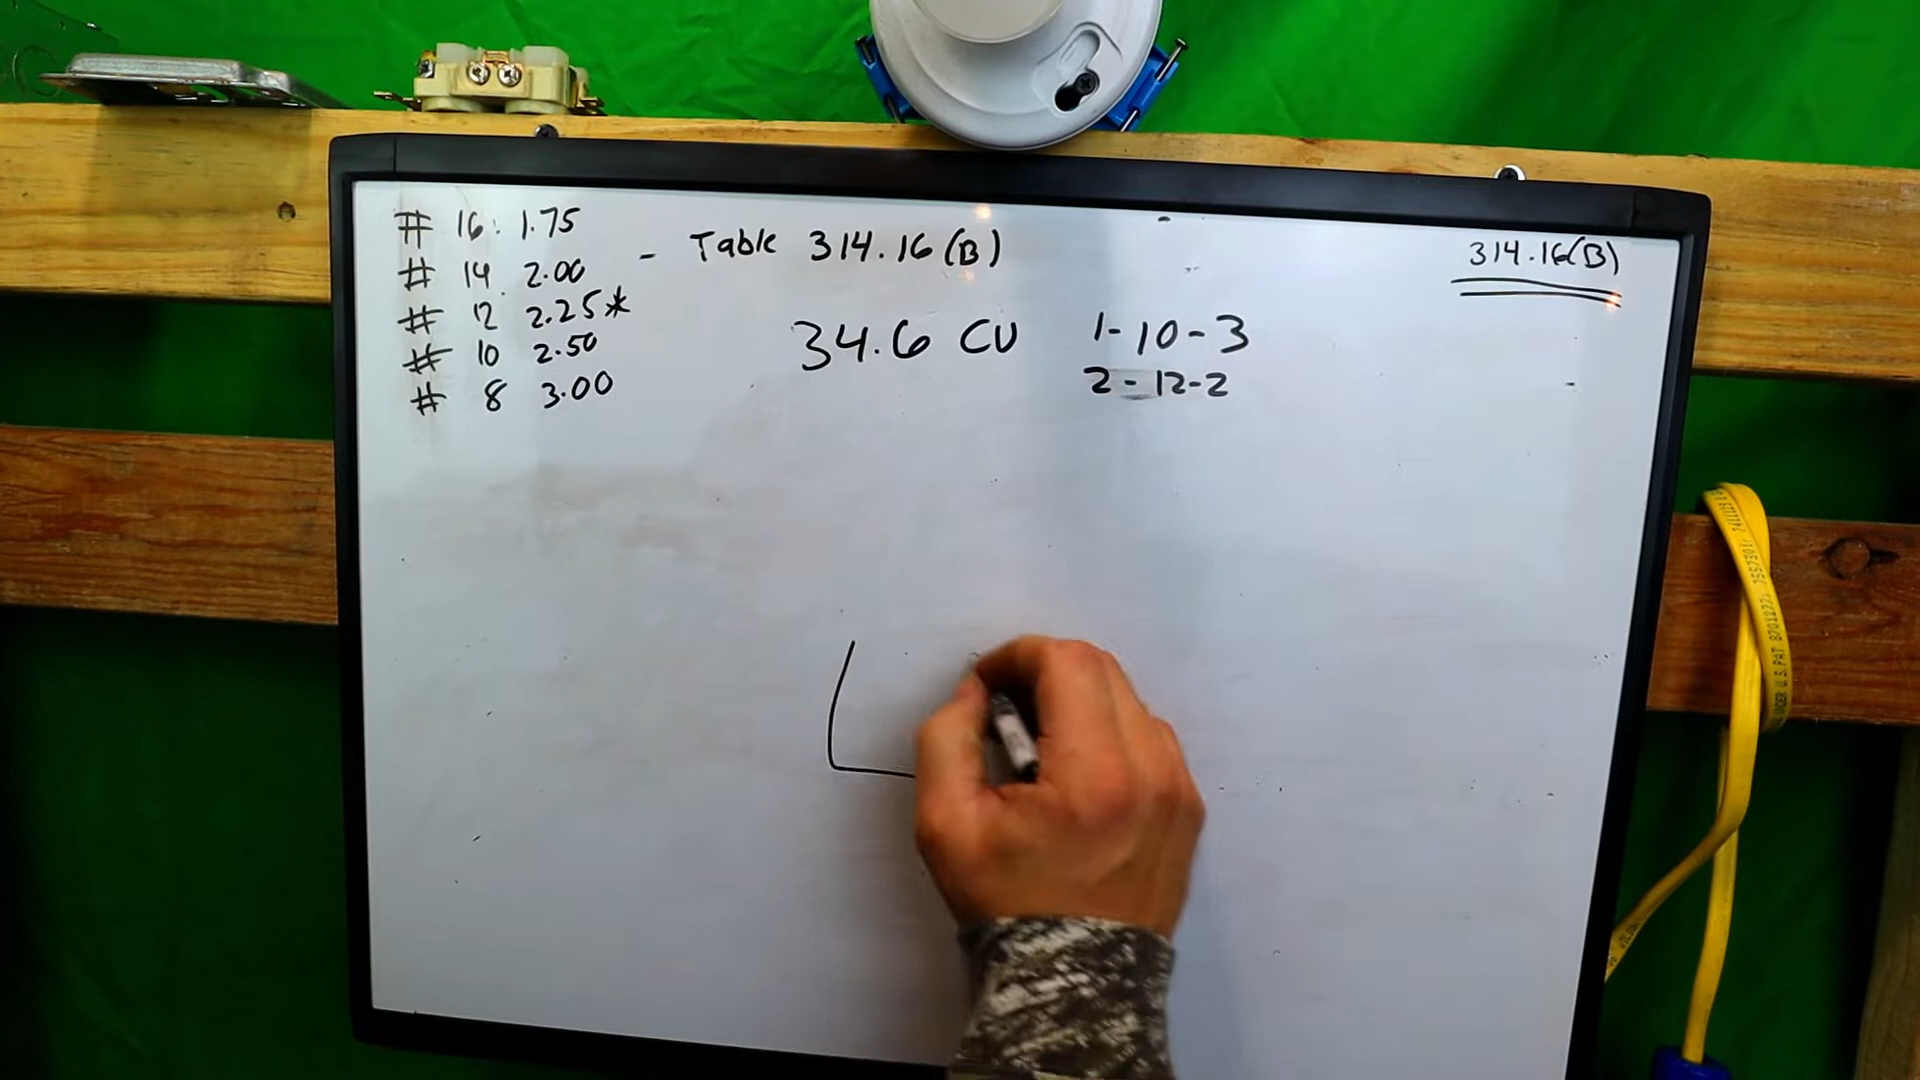 # 16: 1.75
# 14 2.00
# 12 2.25*
# 10 2.50
# 8 3.00
- Table 314.16(B)
34.6 CU
1-10-3
2-12-2
314.16(B)